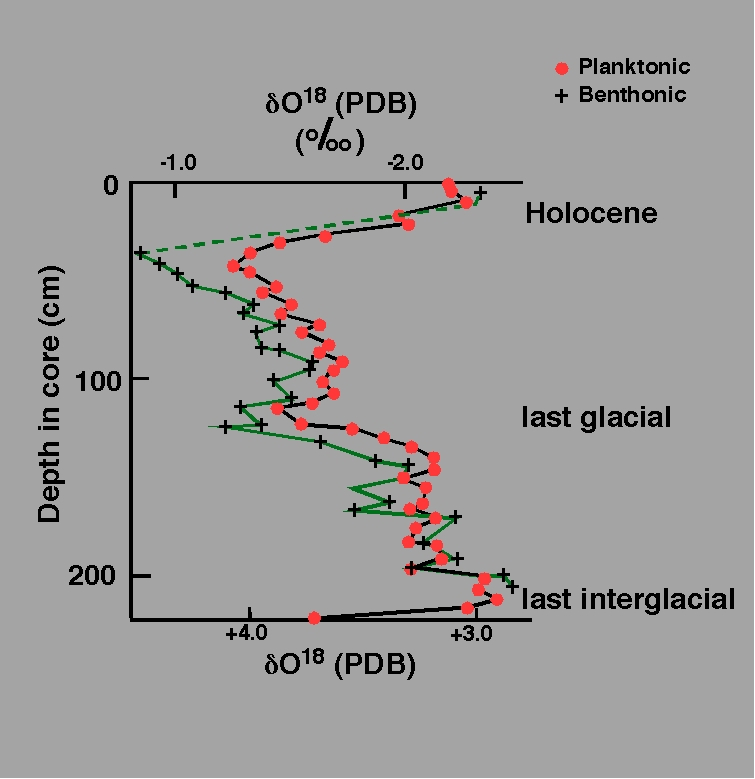 Planktonic
Benthonic
δO18 (PDB)
(o/oo)
-1.0 -2.0
0
Holocene
100
last glacial
Depth in core (cm)
200
last interglacial
+4.0 +3.0
δO18 (PDB)